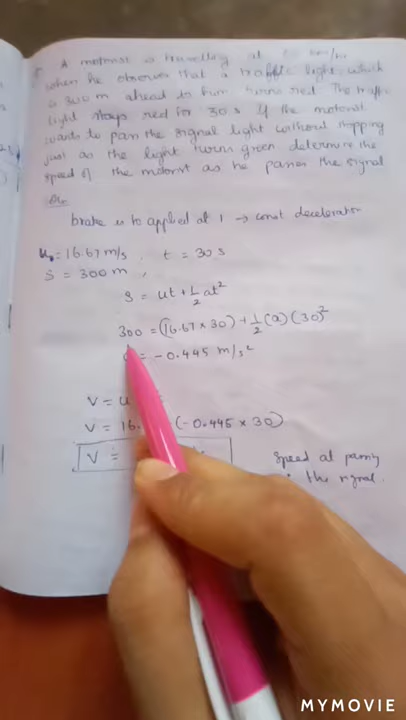 A motorist is travelling at km/hr
when he observes that a traffic light which
is 300 m ahead to him turns red. The traffic
light stays red for 30 s If the motorist
wants to pass the signal light without stopping
just as the light turns green determine the
speed of the motorist as he passes the signal
brake is to applied at 1 → const deceleration
u = 16.67 m/s , t = 30 s
S = 300 m ,
S = ut + 1/2 at²
300 = (16.67 × 30) + 1/2 (a) (30)²
= - 0.445 m/s²
V = u
V = 16. (-0.445 × 30)
V = Speed at passing
the signal.
MYMOVIE